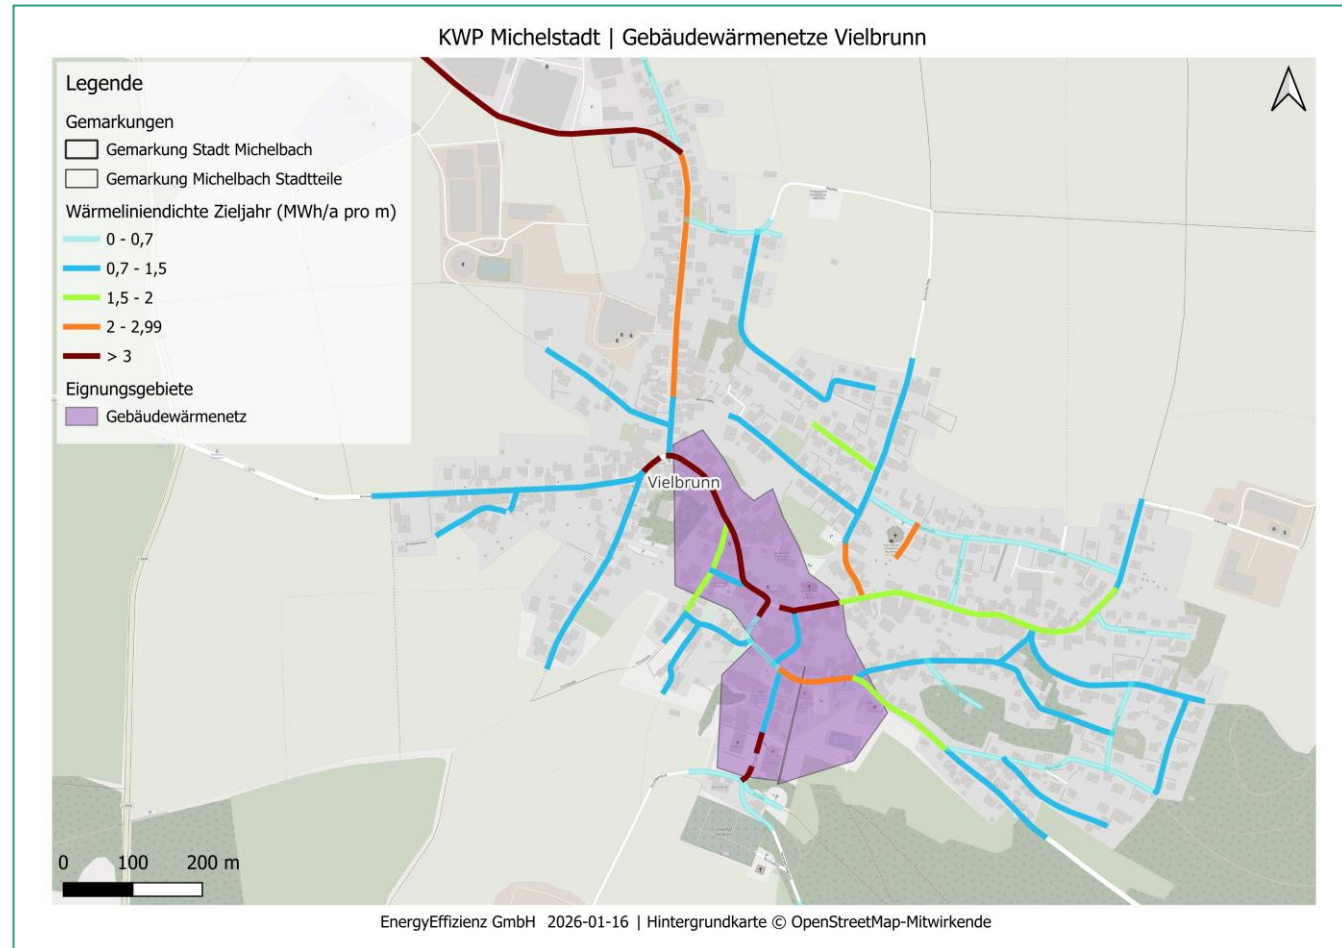 KWP Michelstadt | Gebäudewärmenetze Vielbrunn
Legende
Gemarkungen
Gemarkung Stadt Michelbach
Gemarkung Michelbach Stadtteile
Wärmeliniendichte Zieljahr (MWh/a pro m)
0 - 0,7
0,7 - 1,5
1,5 - 2
2 - 2,99
> 3
Eignungsgebiete
Gebäudewärmenetz
Vielbrunn
0 100 200 m
EnergyEffizienz GmbH 2026-01-16 | Hintergrundkarte © OpenStreetMap-Mitwirkende